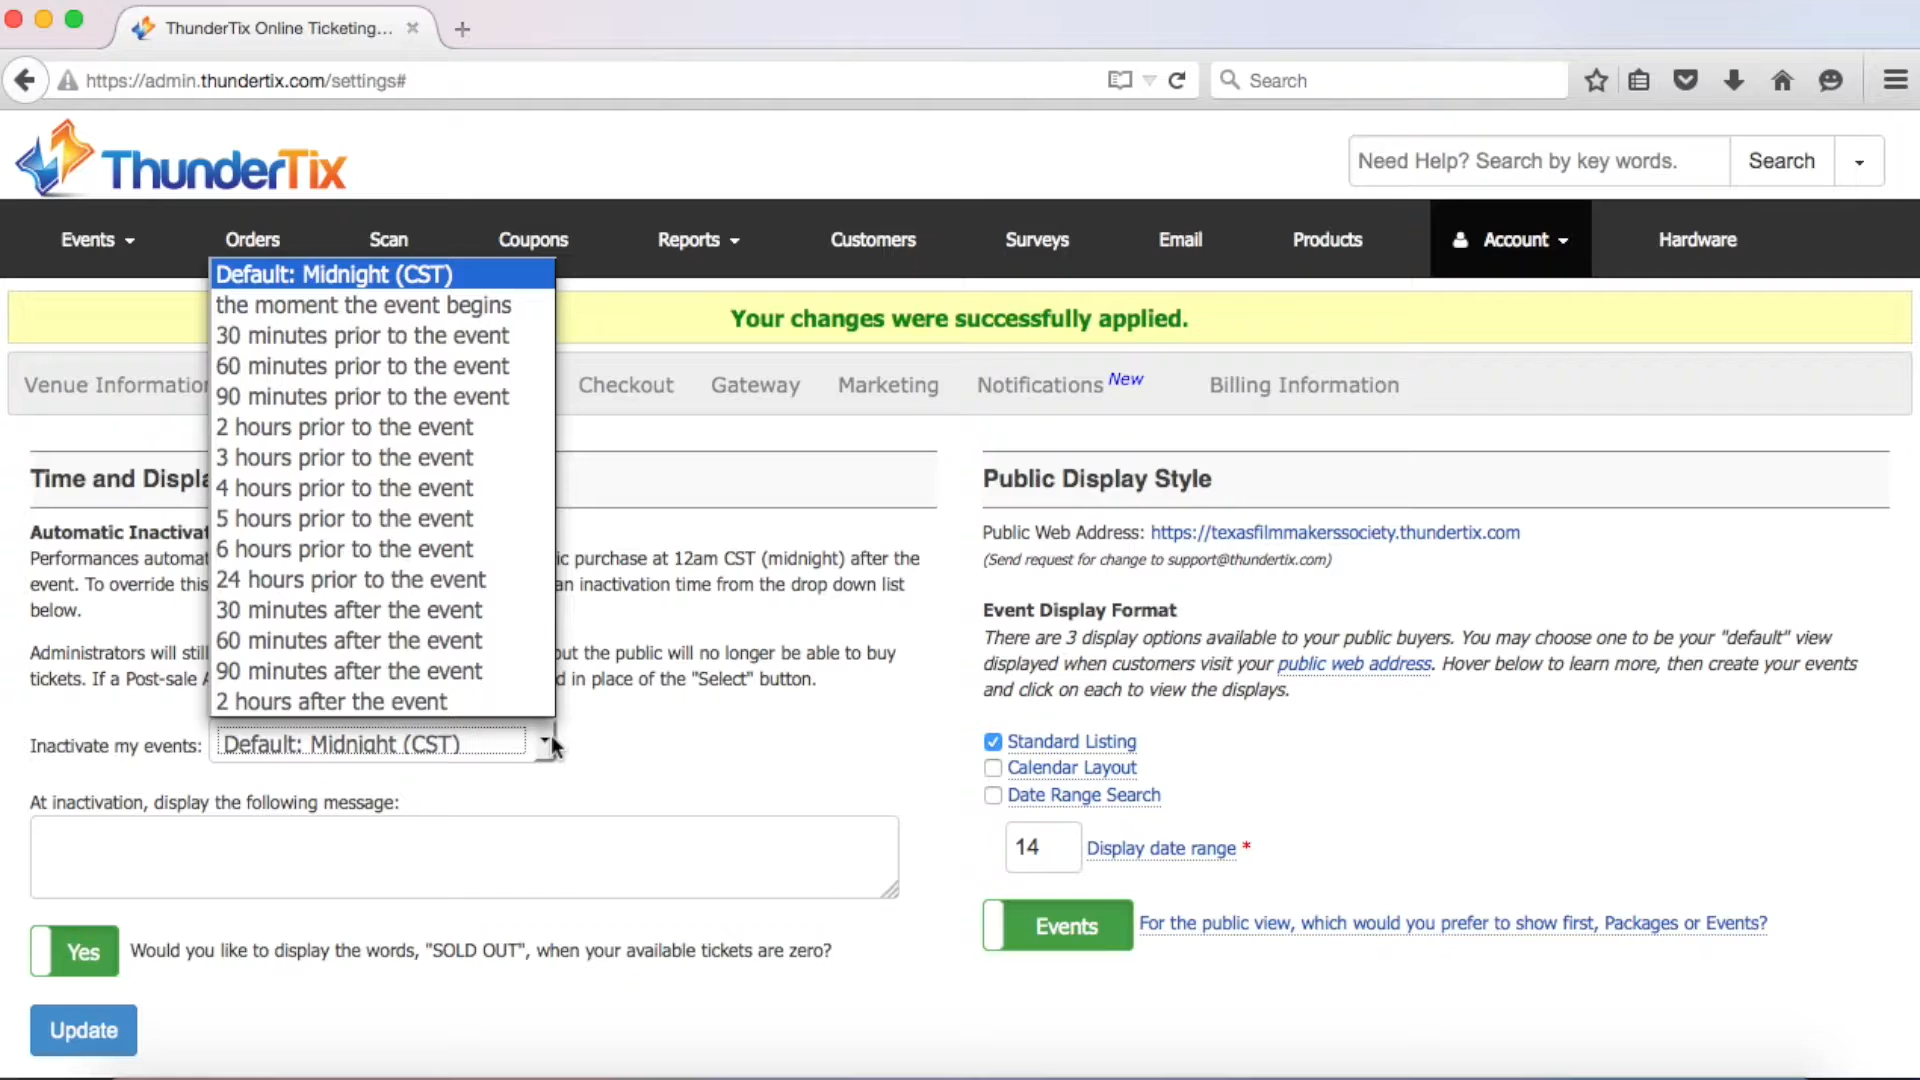 ThunderTix Online Ticketing...
https://admin.thundertix.com/settings#
Search
ThunderTix
Need Help? Search by key words.
Search
Events
Orders
Scan
Coupons
Reports
Customers
Surveys
Email
Products
Account
Hardware
Your changes were successfully applied.
Default: Midnight (CST)
the moment the event begins
30 minutes prior to the event
60 minutes prior to the event
90 minutes prior to the event
2 hours prior to the event
3 hours prior to the event
4 hours prior to the event
5 hours prior to the event
6 hours prior to the event
24 hours prior to the event
30 minutes after the event
60 minutes after the event
90 minutes after the event
2 hours after the event
Venue Information
Checkout
Gateway
Marketing
Notifications New
Billing Information
Time and Displa
Automatic Inactivat
Performances automat ic purchase at 12am CST (midnight) after the
event. To override this an inactivation time from the drop down list
below.
Administrators will still out the public will no longer be able to buy
tickets. If a Post-sale A d in place of the "Select" button.
Inactivate my events: Default: Midnight (CST)
At inactivation, display the following message:
Yes Would you like to display the words, "SOLD OUT", when your available tickets are zero?
Update
Public Display Style
Public Web Address: https://texasfilmmakerssociety.thundertix.com
(Send request for change to support@thundertix.com)
Event Display Format
There are 3 display options available to your public buyers. You may choose one to be your "default" view
displayed when customers visit your public web address. Hover below to learn more, then create your events
and click on each to view the displays.
Standard Listing
Calendar Layout
Date Range Search
14 Display date range *
Events For the public view, which would you prefer to show first, Packages or Events?